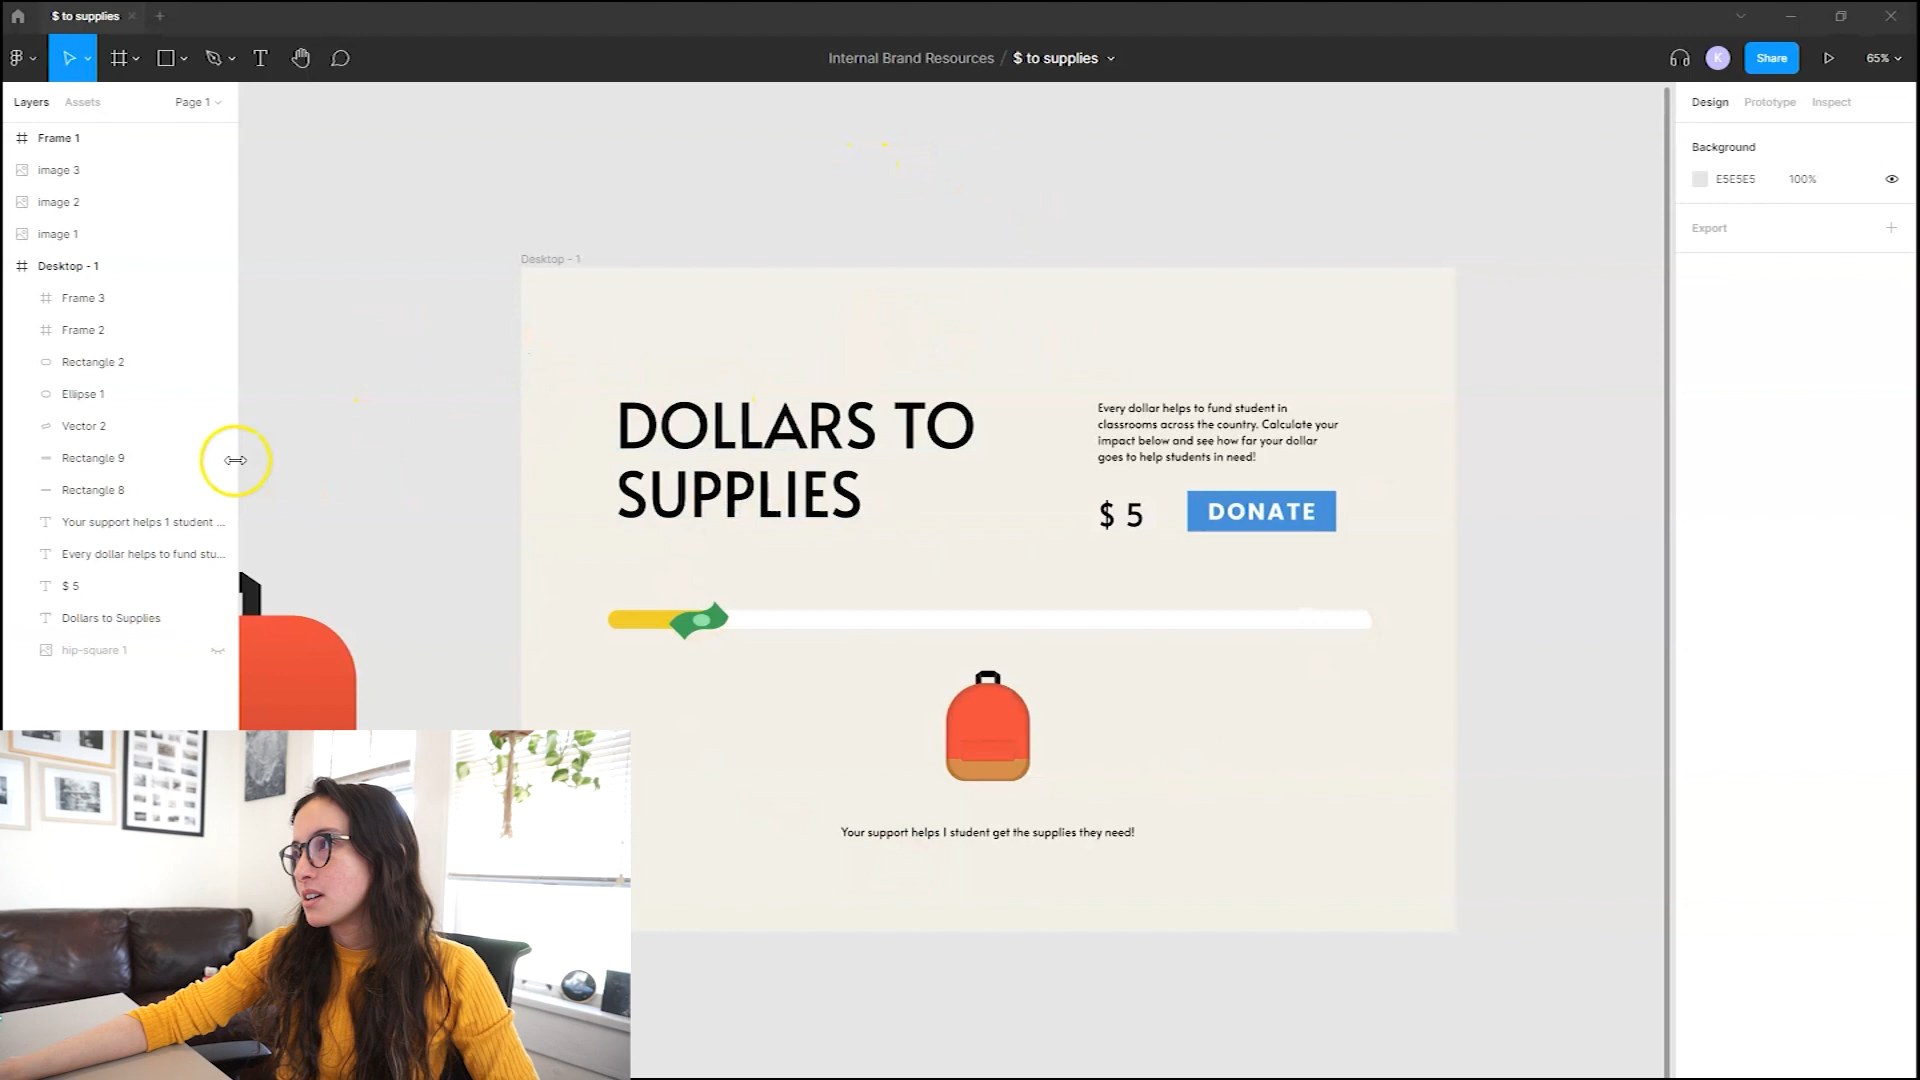 $ to supplies
Internal Brand Resources / $ to supplies
K
Share
65%
Layers
Assets
Page 1
Frame 1
image 3
image 2
image 1
Desktop - 1
Frame 3
Frame 2
Rectangle 2
Ellipse 1
Vector 2
Rectangle 9
Rectangle 8
Your support helps 1 student ...
Every dollar helps to fund stu...
$ 5
Dollars to Supplies
hip-square 1
Desktop - 1
DOLLARS TO
SUPPLIES
Every dollar helps to fund student in
classrooms across the country. Calculate your
impact below and see how far your dollar
goes to help students in need!
$ 5
DONATE
Your support helps 1 student get the supplies they need!
Design
Prototype
Inspect
Background
E5E5E5
100%
Export